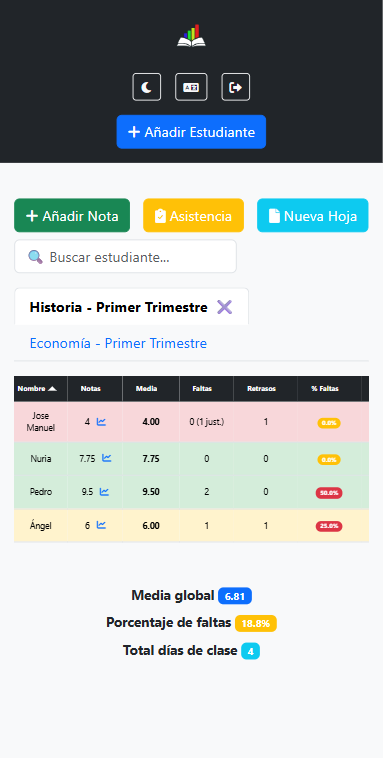 Añadir Estudiante
Añadir Nota
Asistencia
Nueva Hoja
Buscar estudiante...
Historia - Primer Trimestre
Economía - Primer Trimestre
Nombre Notas Media Faltas Retrasos % Faltas
Jose Manuel 4 4.00 0 (1 just.) 1 0.0%
Nuria 7.75 7.75 0 0 0.0%
Pedro 9.5 9.50 2 0 50.0%
Ángel 6 6.00 1 1 25.0%
Media global 6.81
Porcentaje de faltas 18.8%
Total días de clase 4